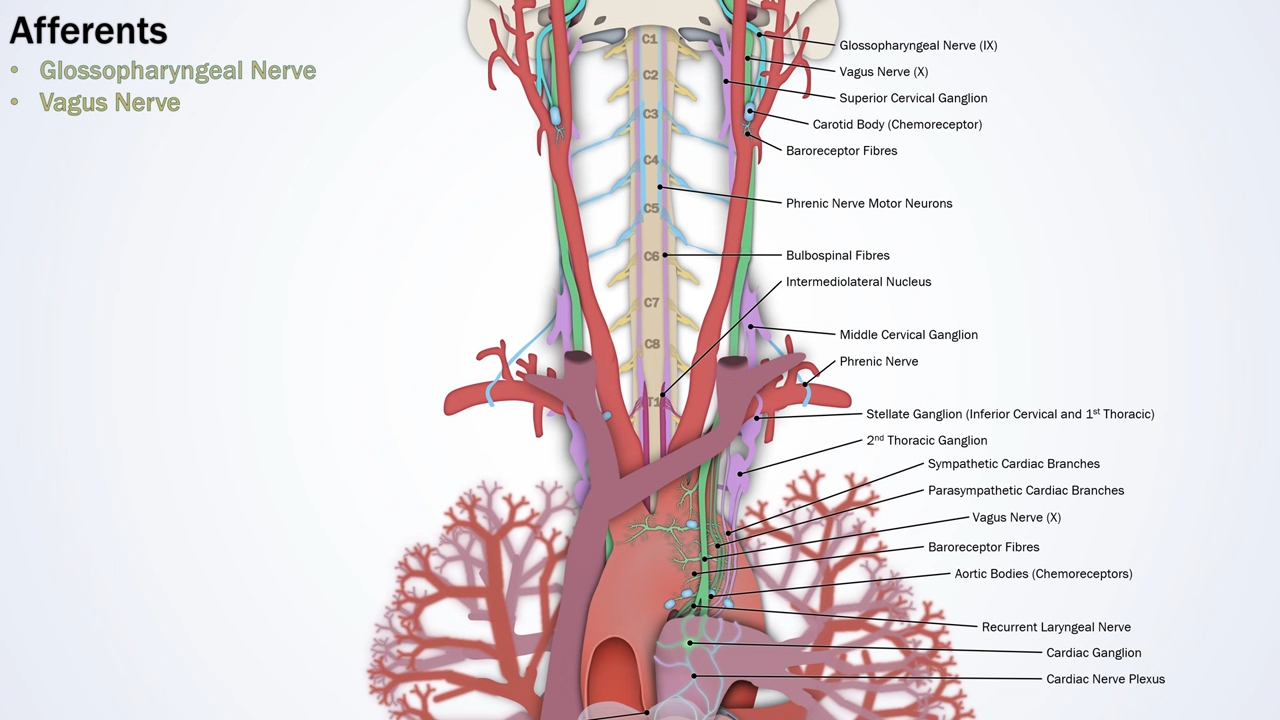 Afferents
• Glossopharyngeal Nerve
• Vagus Nerve
C1
C2
C3
C4
C5
C6
C7
C8
T1
Glossopharyngeal Nerve (IX)
Vagus Nerve (X)
Superior Cervical Ganglion
Carotid Body (Chemoreceptor)
Baroreceptor Fibres
Phrenic Nerve Motor Neurons
Bulbospinal Fibres
Intermediolateral Nucleus
Middle Cervical Ganglion
Phrenic Nerve
Stellate Ganglion (Inferior Cervical and 1st Thoracic)
2nd Thoracic Ganglion
Sympathetic Cardiac Branches
Parasympathetic Cardiac Branches
Vagus Nerve (X)
Baroreceptor Fibres
Aortic Bodies (Chemoreceptors)
Recurrent Laryngeal Nerve
Cardiac Ganglion
Cardiac Nerve Plexus